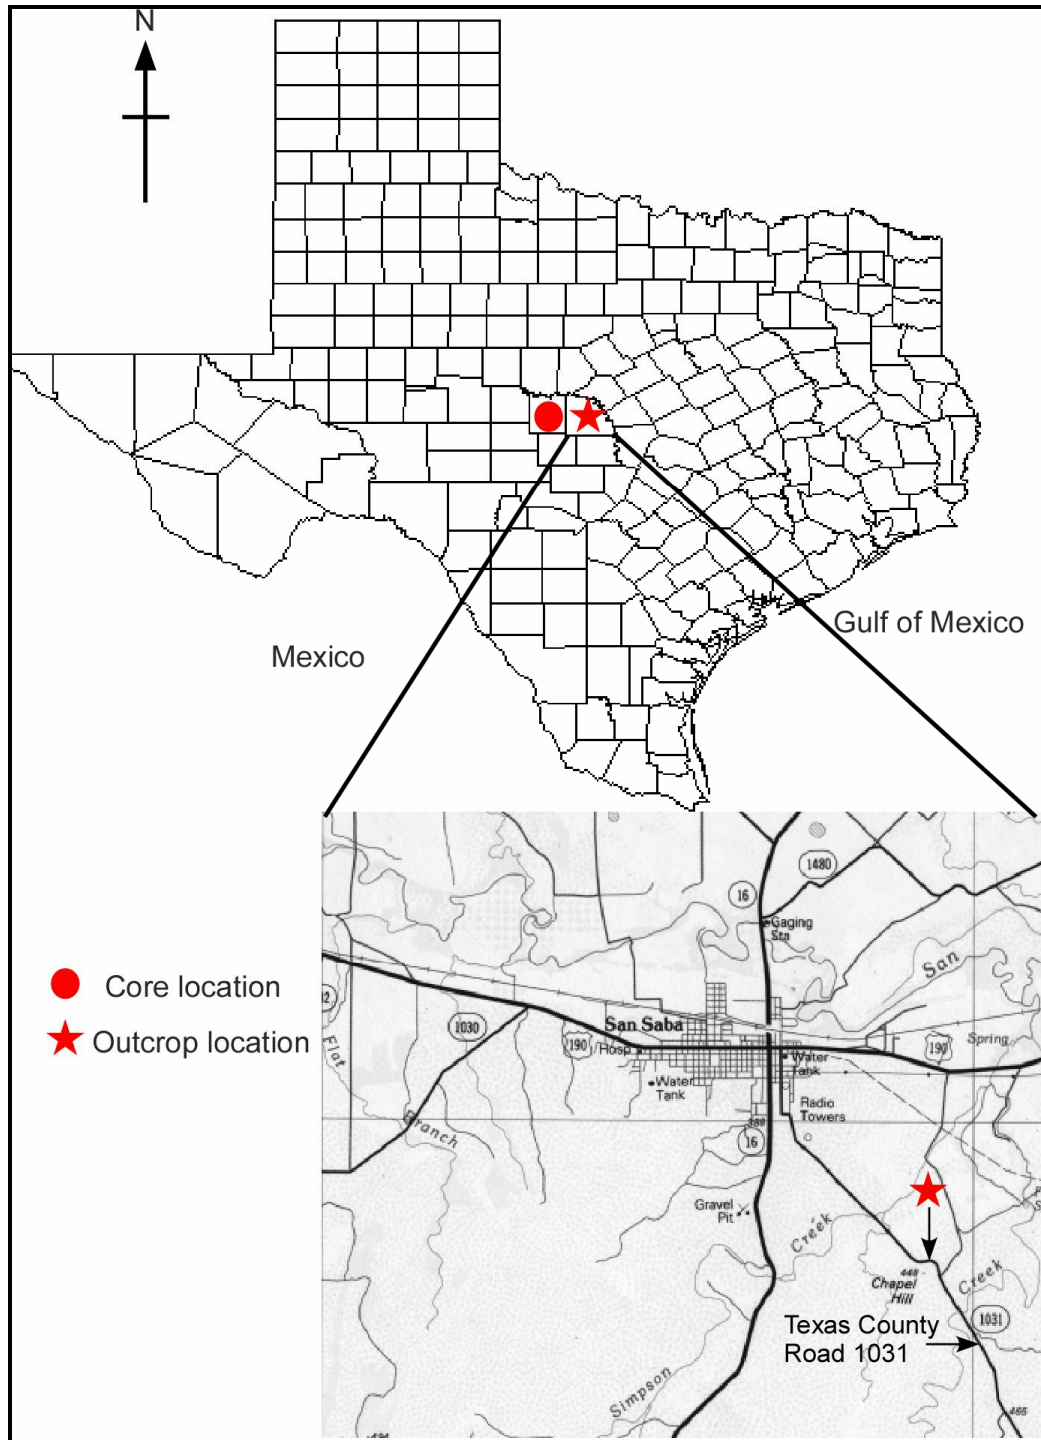 N
Mexico
Gulf of Mexico
Core location
Outcrop location
1480
16
Gaging
Sta
San
San Saba
1030
190
Hosp
190
Spring
Flat
Water
Tank
Water
Tank
Radio
Towers
Branch
16
Gravel
Pit
Creek
448
Chapel
Hill
Creek
1031
Texas County
Road 1031
Simpson
465